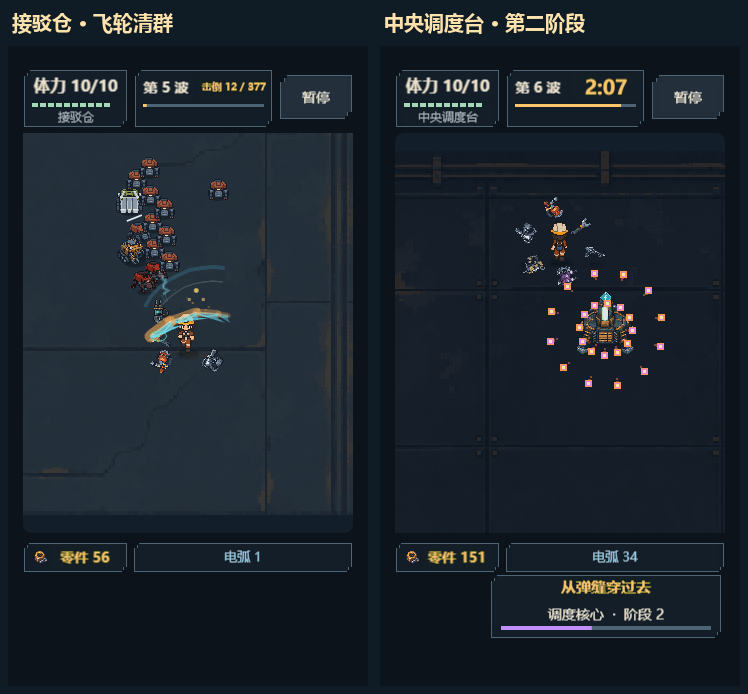 接驳仓·飞轮清群
体力 10/10
接驳仓
第 5 波 击倒 12 / 377
暂停
零件 56
电弧 1
中央调度台·第二阶段
体力 10/10
中央调度台
第 6 波 2:07
暂停
零件 151
电弧 34
从弹缝穿过去
调度核心 · 阶段 2